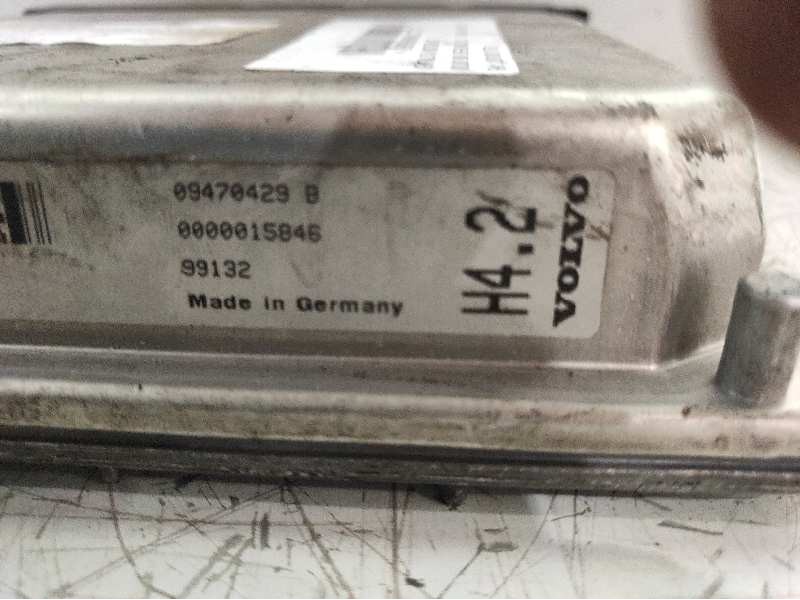 09470429 B
0000015846
99132
Made in Germany
H4.2
VOLVO